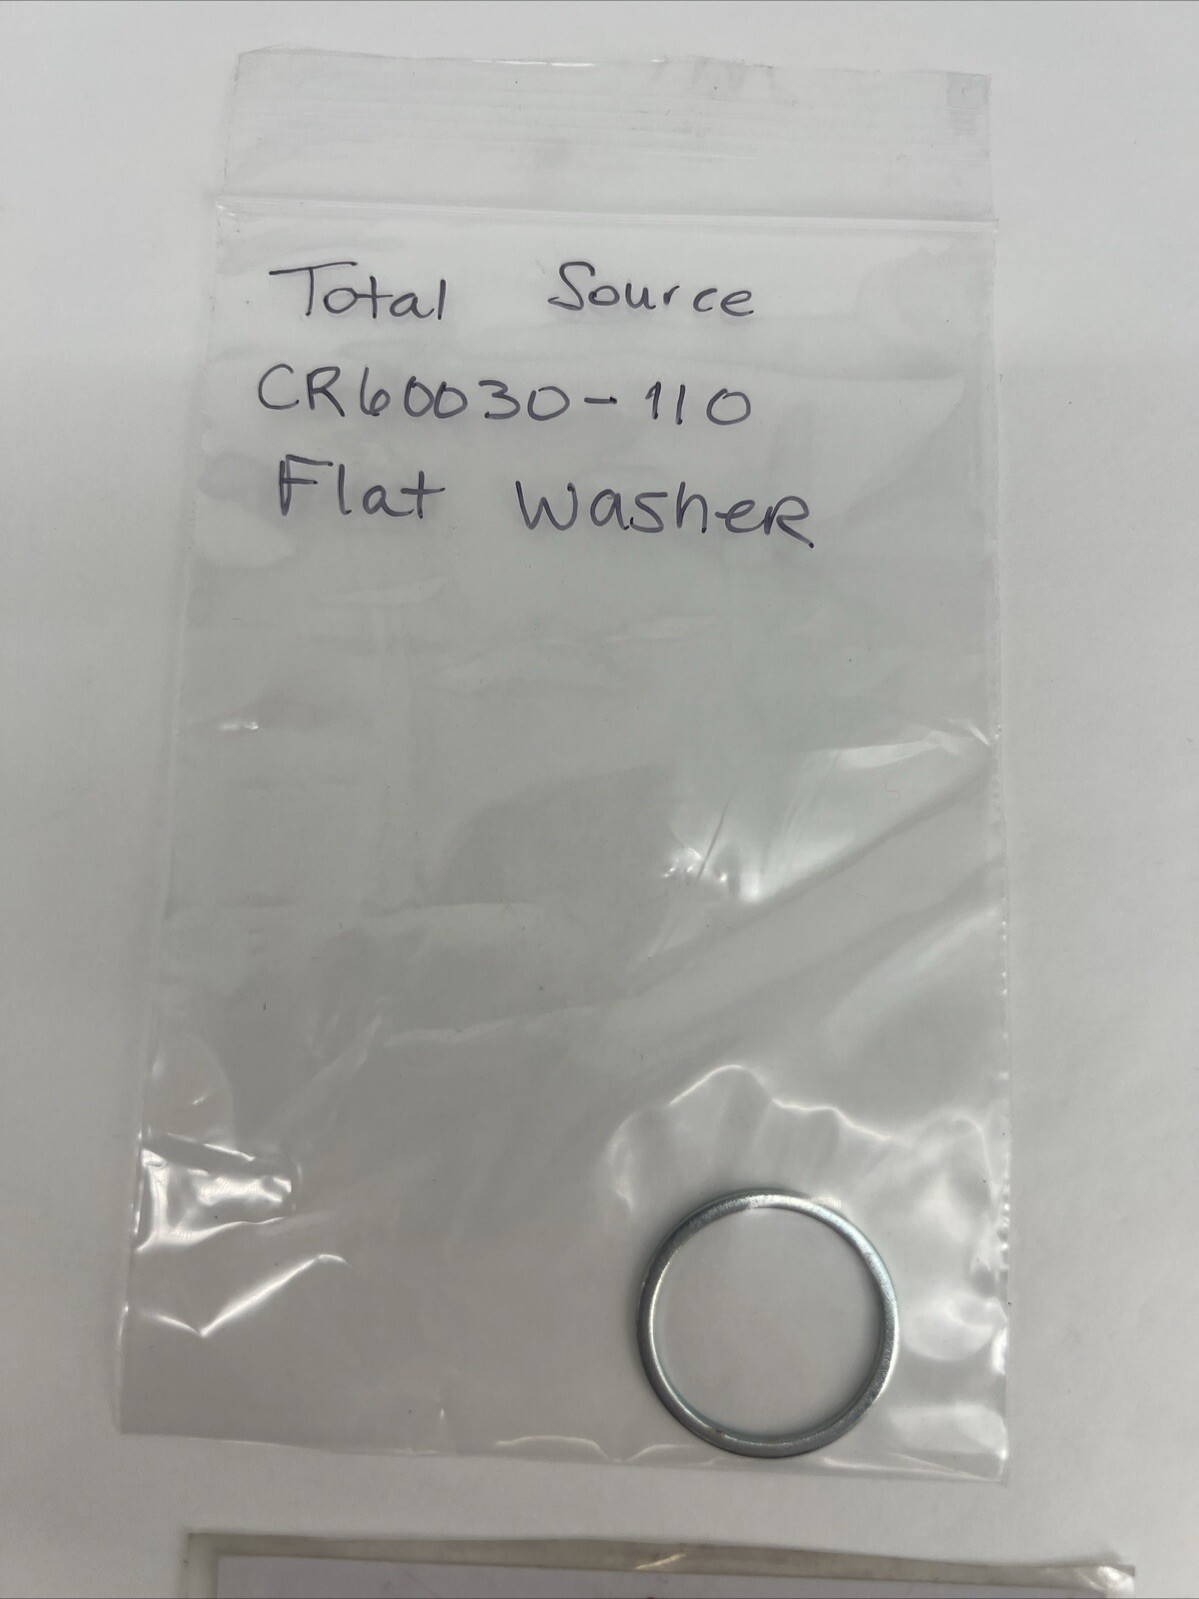 Total Source
CR60030-110
Flat Washer